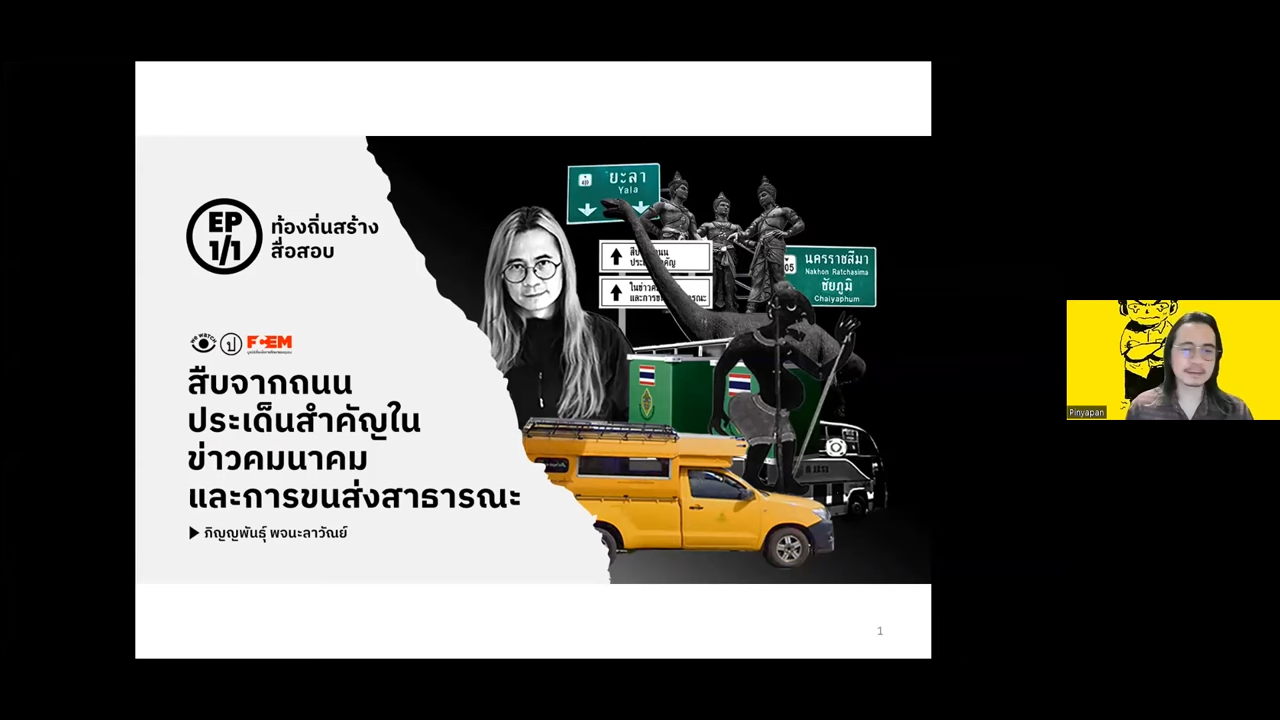 EP
1/1
ท้องถิ่นสร้าง
สื่อสอบ
WE WATCH
ป
FCEM
สืบจากถนน
ประเด็นสำคัญใน
ข่าวคมนาคม
และการขนส่งสาธารณะ
ภิญญพันธุ์ พจนะลาวัณย์
ยะลา
Yala
นครราชสีมา
Nakhon Ratchasima
ชัยภูมิ
Chaiyaphum
Pinyapan
1